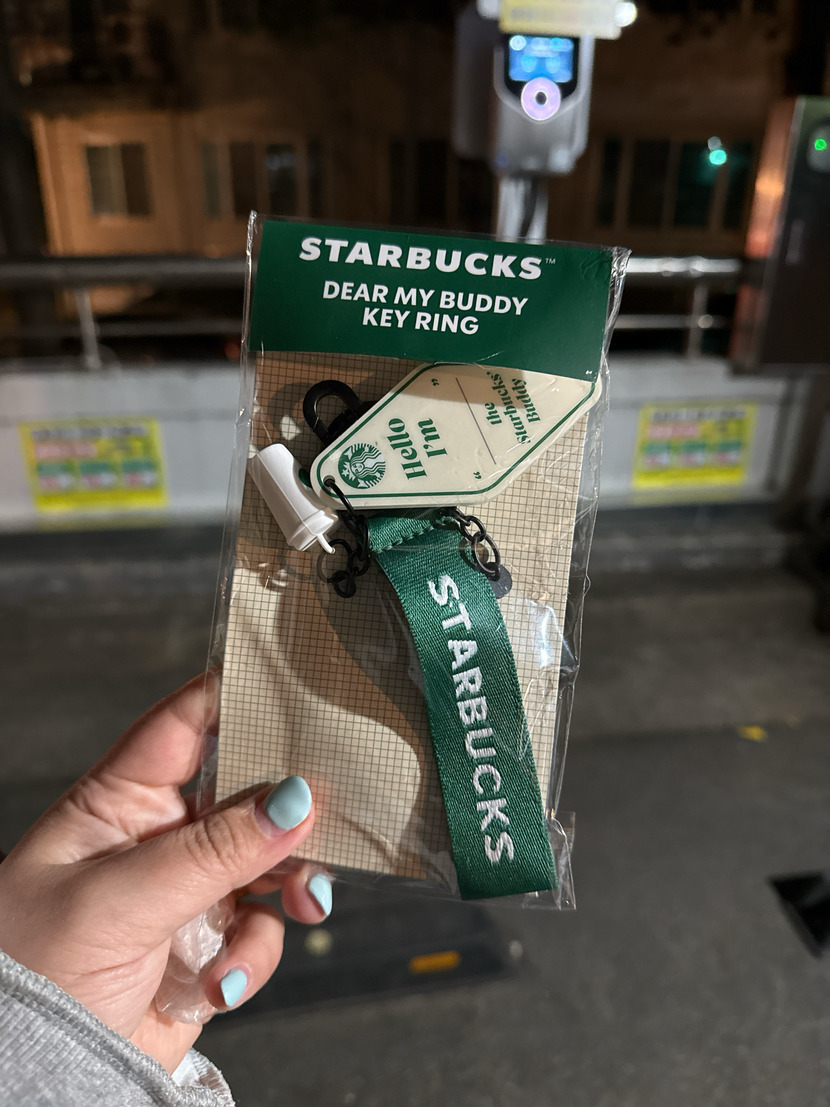 STARBUCKS™
DEAR MY BUDDY
KEY RING
Hello
I'm
“ ”
the
Starbucks
Buddy
STARBUCKS